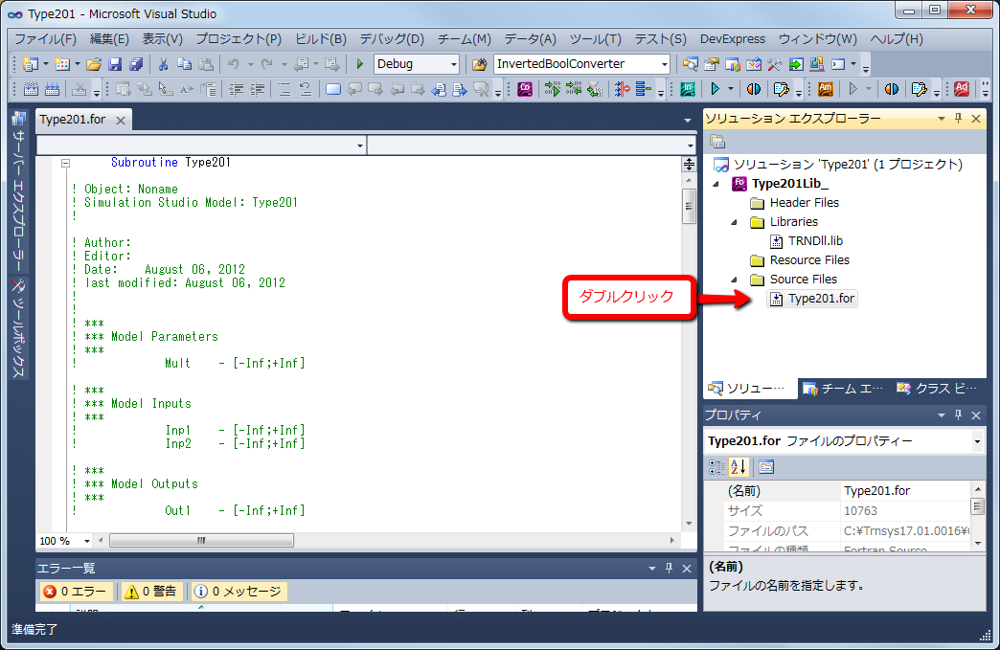 Type201 - Microsoft Visual Studio
ファイル(F) 編集(E) 表示(V) プロジェクト(P) ビルド(B) デバッグ(D) チーム(M) データ(A) ツール(T) テスト(S) DevExpress ウィンドウ(W) ヘルプ(H)
Debug InvertedBoolConverter
サーバー エクスプローラー
ツールボックス
Type201.for
Subroutine Type201
! Object: Noname
! Simulation Studio Model: Type201
!
! Author:
! Editor:
! Date:    August 06, 2012
! last modified: August 06, 2012
! ***
! *** Model Parameters
! ***
!             Mult    - [-Inf;+Inf]
! ***
! *** Model Inputs
! ***
!             Inp1    - [-Inf;+Inf]
!             Inp2    - [-Inf;+Inf]
! ***
! *** Model Outputs
! ***
!             Out1    - [-Inf;+Inf]
100 %
エラー一覧
0 エラー 0 警告 0 メッセージ
準備完了
ダブルクリック
ソリューション エクスプローラー
ソリューション 'Type201' (1 プロジェクト)
Type201Lib_
Header Files
Libraries
TRNDll.lib
Resource Files
Source Files
Type201.for
ソリュー… チーム エ… クラス ビ…
プロパティ
Type201.for ファイルのプロパティー
(名前) Type201.for
サイズ 10763
ファイルのパス C:¥Trnsys17.01.0016¥
ファイルの種類 Fortran Source
(名前)
ファイルの名前を指定します。